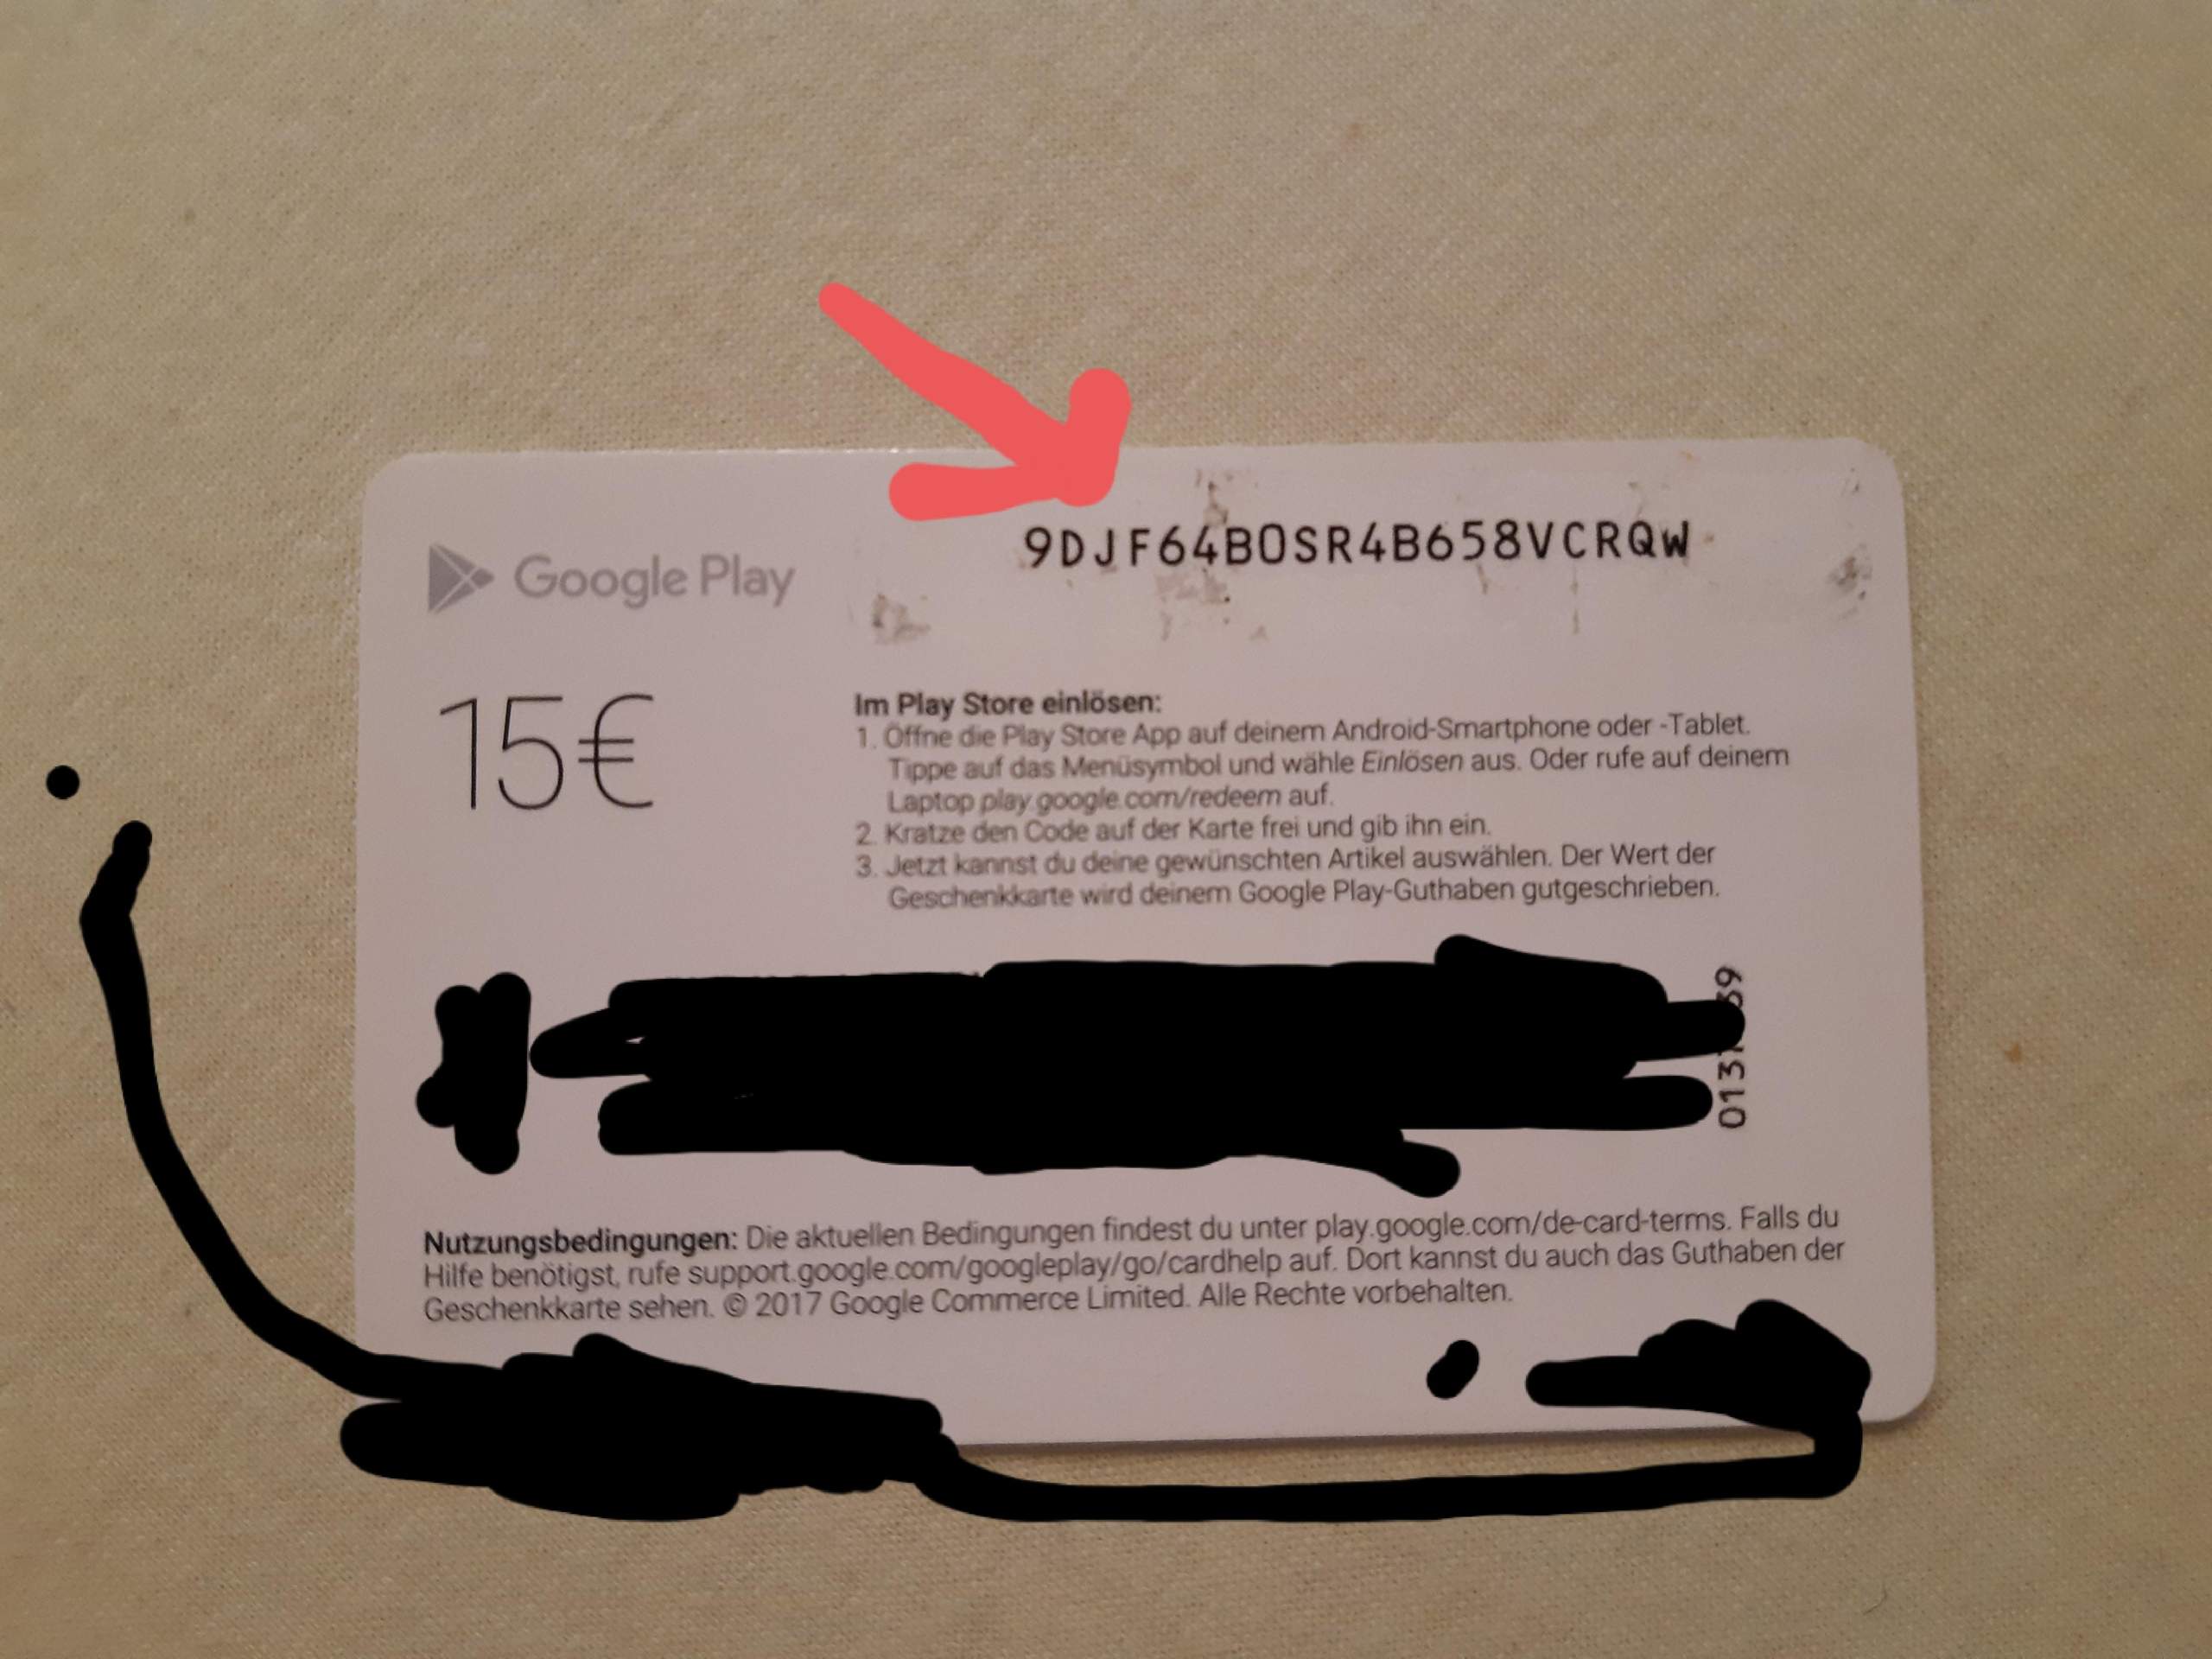 9DJF64B0SR4B658VCRQW
Google Play
15€
Im Play Store einlösen:
1. Öffne die Play Store App auf deinem Android-Smartphone oder -Tablet.
Tippe auf das Menüsymbol und wähle Einlösen aus. Oder rufe auf deinem
Laptop play.google.com/redeem auf.
2. Kratze den Code auf der Karte frei und gib ihn ein.
3. Jetzt kannst du deine gewünschten Artikel auswählen. Der Wert der
Geschenkkarte wird deinem Google Play-Guthaben gutgeschrieben.
Nutzungsbedingungen: Die aktuellen Bedingungen findest du unter play.google.com/de-card-terms. Falls du
Hilfe benötigst, rufe support.google.com/googleplay/go/cardhelp auf. Dort kannst du auch das Guthaben der
Geschenkkarte sehen. © 2017 Google Commerce Limited. Alle Rechte vorbehalten.